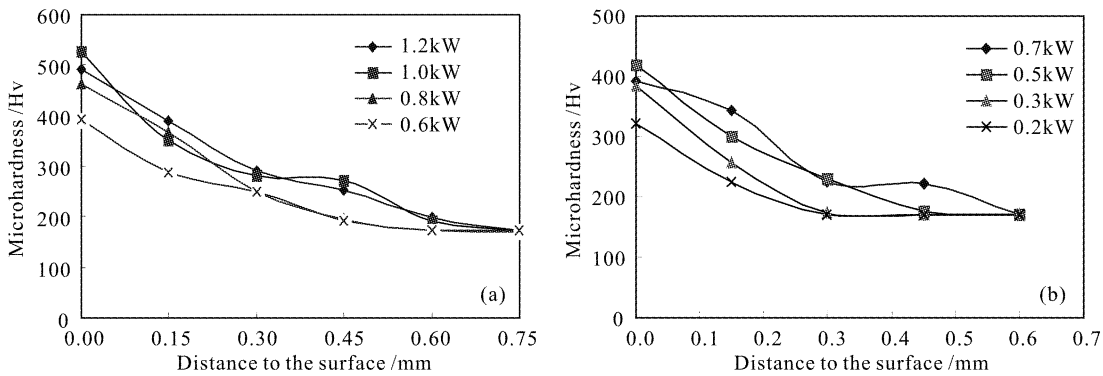 600
500
400
300
200
100
0
Microhardness /Hv
1.2kW
1.0kW
0.8kW
0.6kW
(a)
0.00 0.15 0.30 0.45 0.60 0.75
Distance to the surface /mm
500
400
300
200
100
0
Microhardness /Hv
0.7kW
0.5kW
0.3kW
0.2kW
(b)
0.0 0.1 0.2 0.3 0.4 0.5 0.6 0.7
Distance to the surface /mm